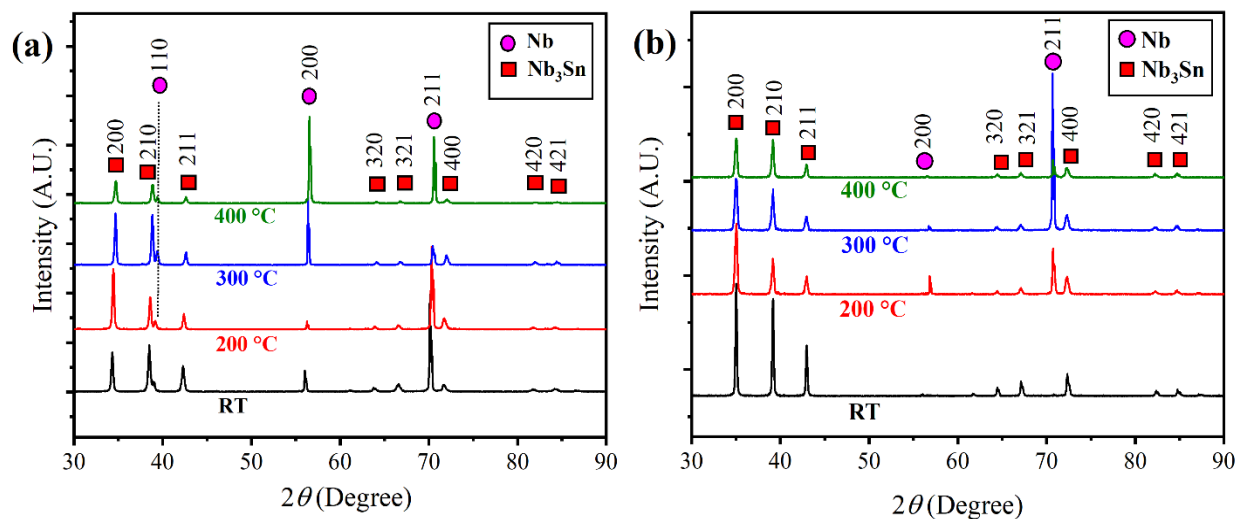 (a)
Nb
Nb₃Sn
110
200
211
200
210
211
320
321
400
420
421
400 °C
300 °C
200 °C
RT
Intensity (A.U.)
30 40 50 60 70 80 90
2θ (Degree)
(b)
Nb
Nb₃Sn
211
200
210
211
200
320
321
400
420
421
400 °C
300 °C
200 °C
RT
Intensity (A.U.)
30 40 50 60 70 80 90
2θ (Degree)